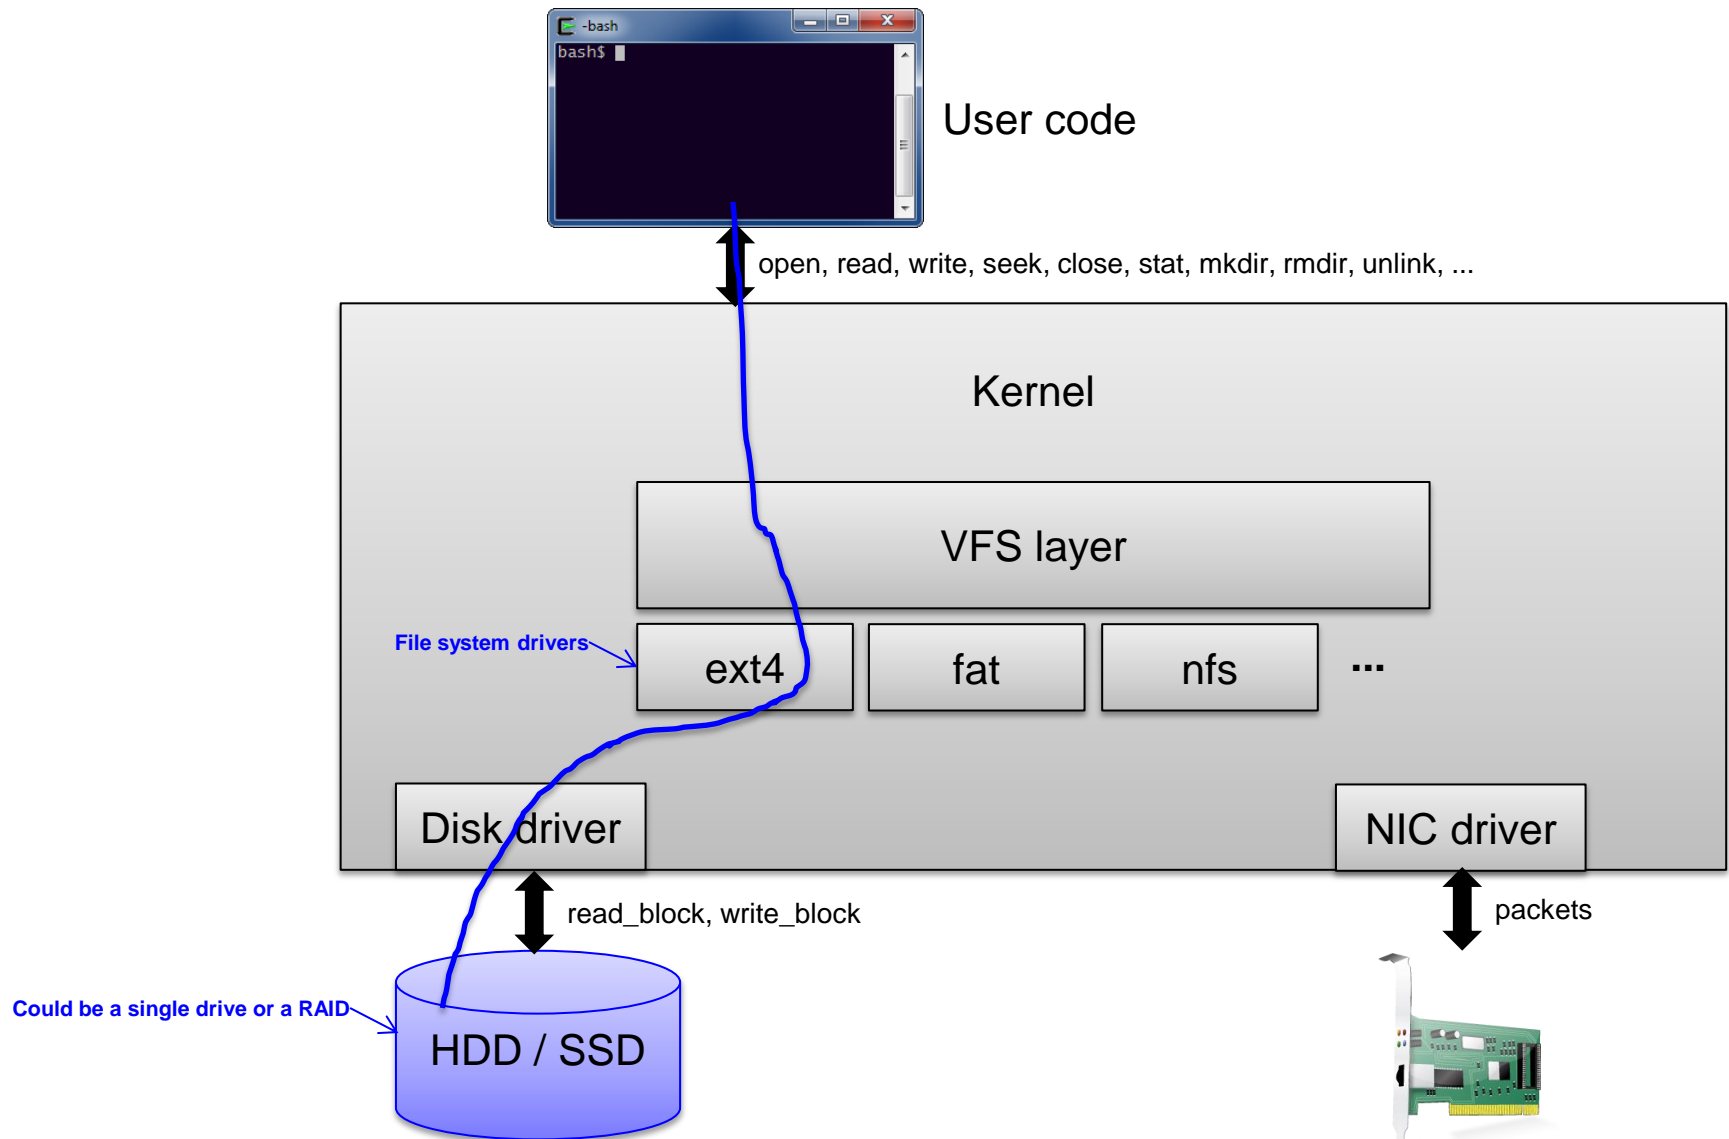 -bash
bash$
User code
open, read, write, seek, close, stat, mkdir, rmdir, unlink, ...
Kernel
VFS layer
File system drivers
ext4
fat
nfs
...
Disk driver
NIC driver
read_block, write_block
packets
Could be a single drive or a RAID
HDD / SSD